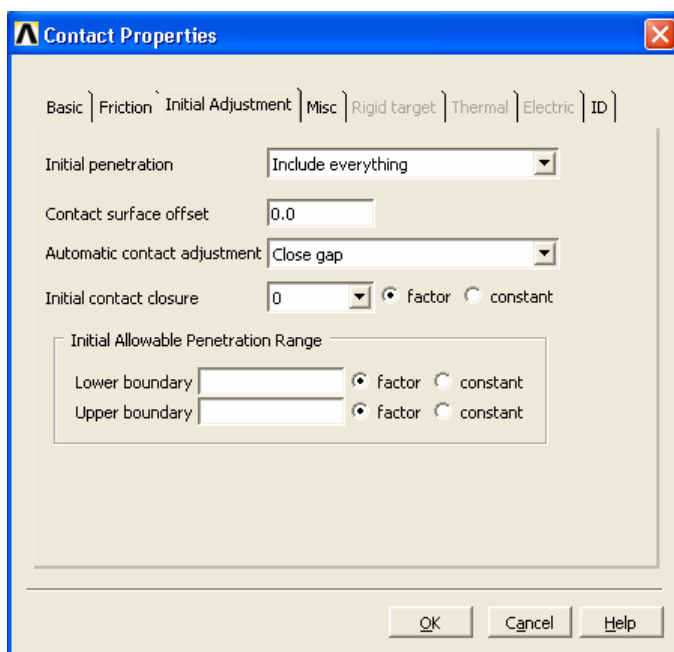 Contact Properties
Basic Friction Initial Adjustment Misc Rigid target Thermal Electric ID
Initial penetration Include everything
Contact surface offset 0.0
Automatic contact adjustment Close gap
Initial contact closure 0 factor constant
Initial Allowable Penetration Range
Lower boundary factor constant
Upper boundary factor constant
OK Cancel Help